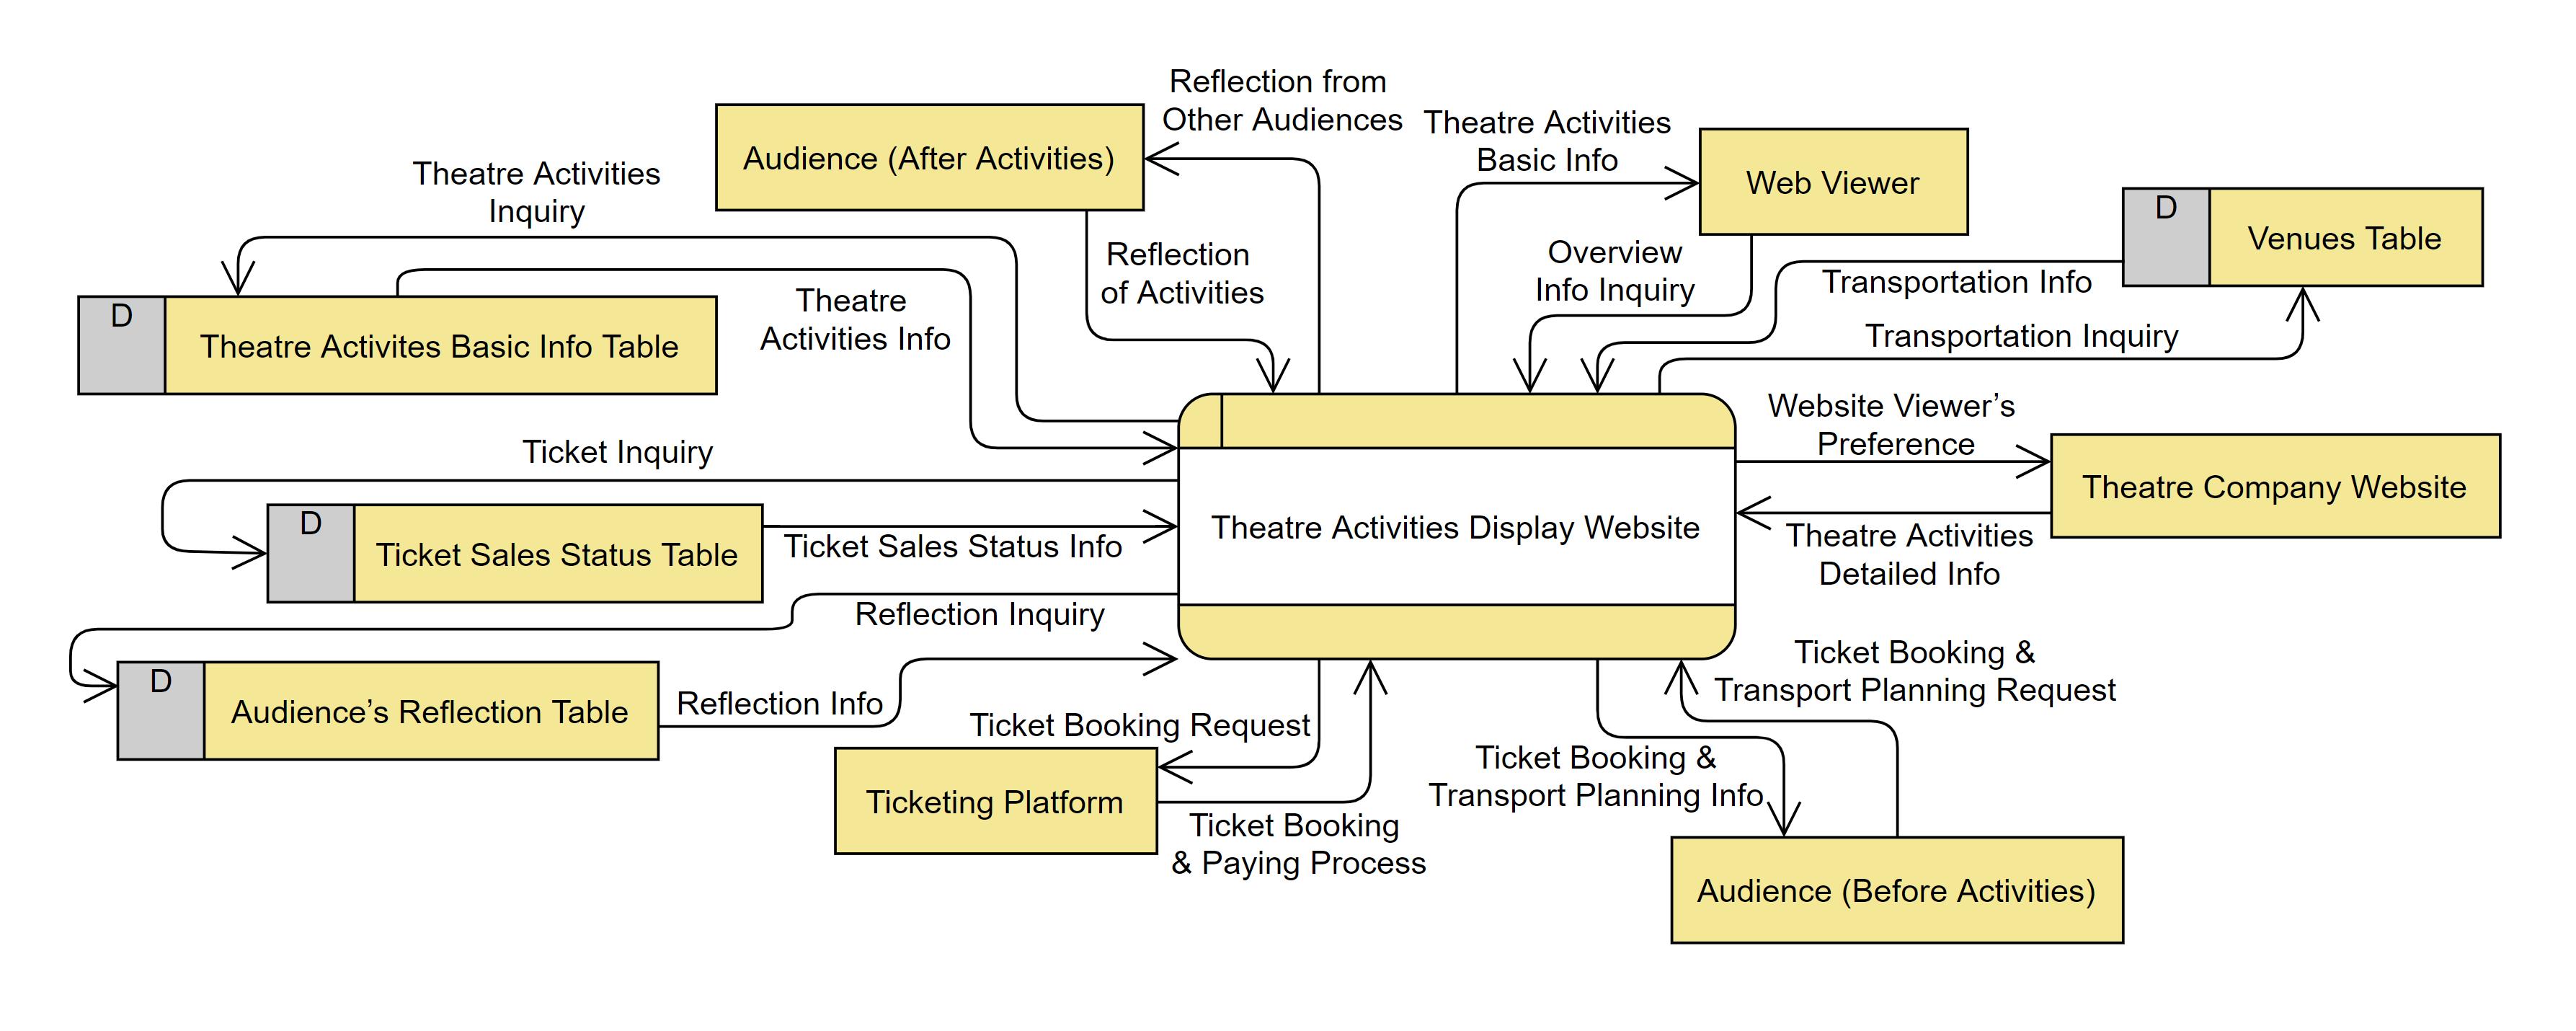 Reflection from
Other Audiences
Theatre Activities
Basic Info
Audience (After Activities)
Web Viewer
Theatre Activities
Inquiry
D
Venues Table
Reflection
of Activities
Overview
Info Inquiry
Transportation Info
Theatre
Activities Info
D
Theatre Activites Basic Info Table
Transportation Inquiry
Website Viewer’s
Preference
Ticket Inquiry
Theatre Company Website
D
Ticket Sales Status Table
Ticket Sales Status Info
Theatre Activities Display Website
Theatre Activities
Detailed Info
Reflection Inquiry
D
Audience’s Reflection Table
Reflection Info
Ticket Booking &
Transport Planning Request
Ticket Booking Request
Ticket Booking &
Transport Planning Info
Ticketing Platform
Ticket Booking
& Paying Process
Audience (Before Activities)